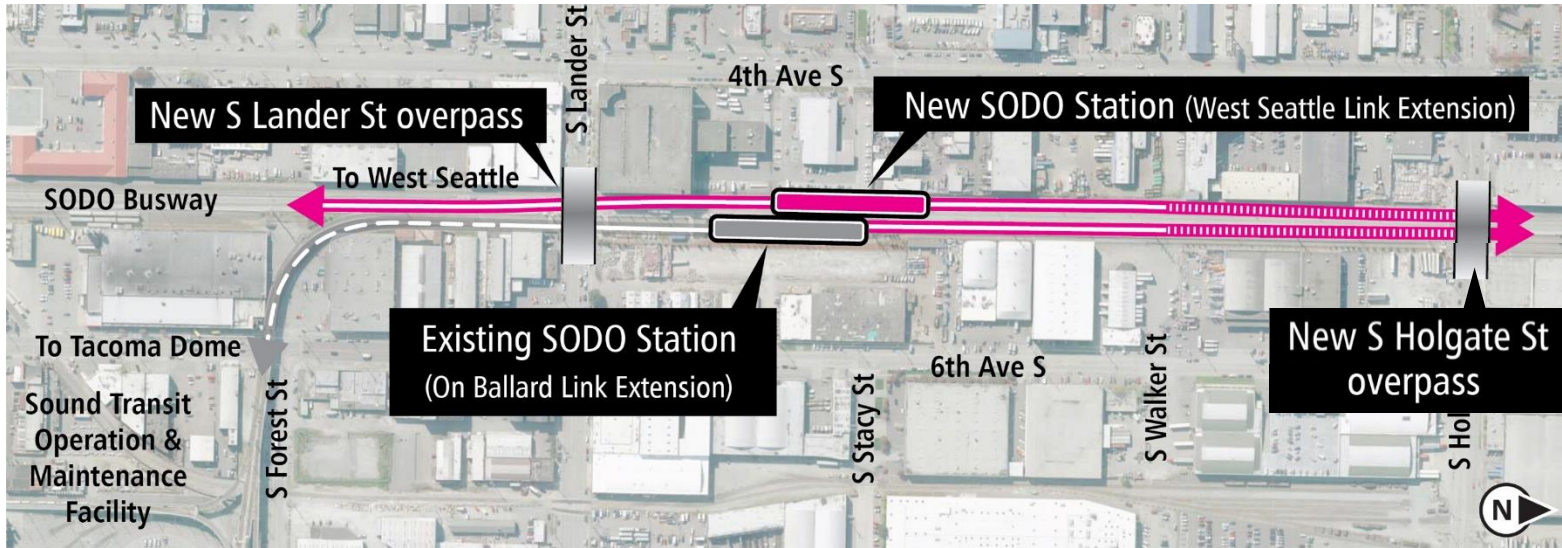 S Lander St
4th Ave S
New S Lander St overpass
New SODO Station (West Seattle Link Extension)
To West Seattle
SODO Busway
Existing SODO Station
(On Ballard Link Extension)
New S Holgate St
overpass
To Tacoma Dome
Sound Transit
Operation &
Maintenance
Facility
S Forest St
6th Ave S
S Stacy St
S Walker St
S Hol
N